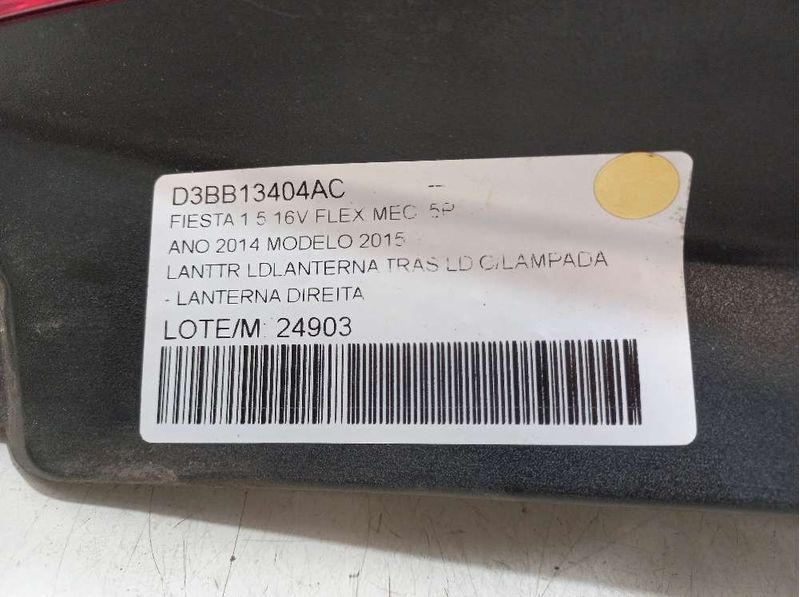 D3BB13404AC --
FIESTA 1 5 16V FLEX MEC 5P
ANO 2014 MODELO 2015
LANTTR LDLANTERNA TRAS LD C/LAMPADA
- LANTERNA DIREITA
LOTE/M: 24903